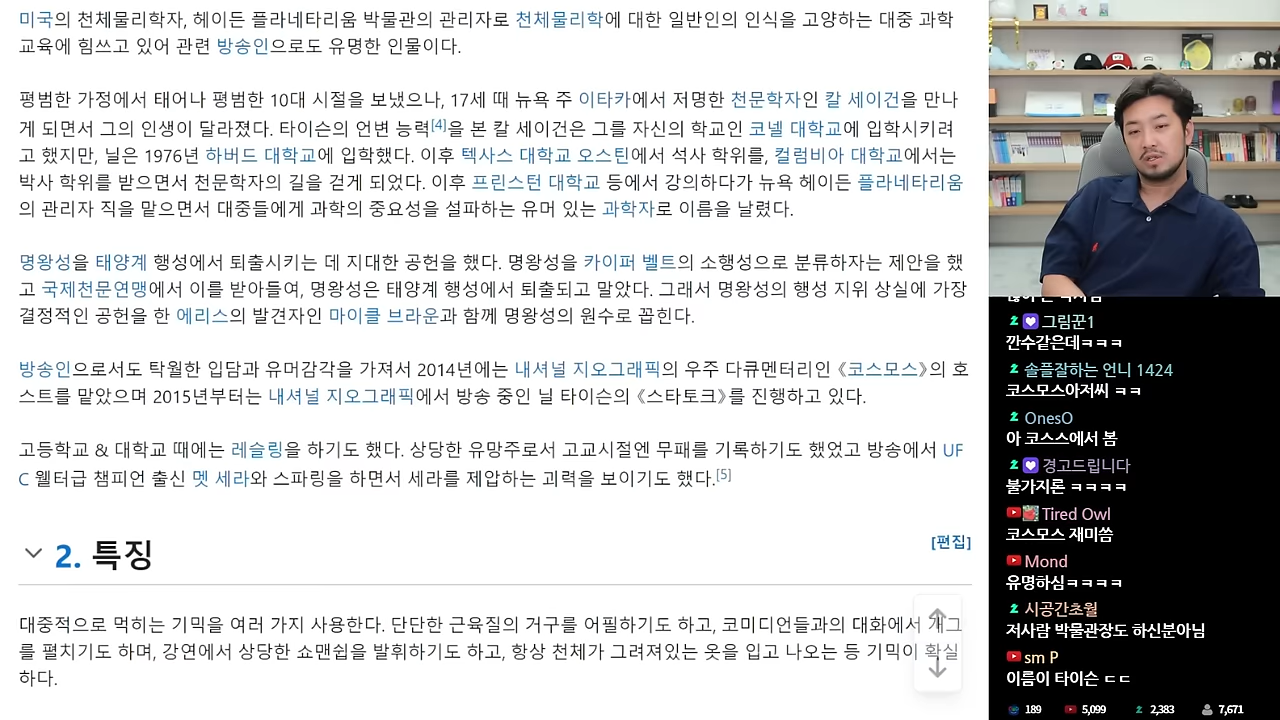 미국의 천체물리학자, 헤이든 플라네타리움 박물관의 관리자로 천체물리학에 대한 일반인의 인식을 고양하는 대중 과학
교육에 힘쓰고 있어 관련 방송인으로도 유명한 인물이다.
평범한 가정에서 태어나 평범한 10대 시절을 보냈으나, 17세 때 뉴욕 주 이타카에서 저명한 천문학자인 칼 세이건을 만나
게 되면서 그의 인생이 달라졌다. 타이슨의 언변 능력[4]을 본 칼 세이건은 그를 자신의 학교인 코넬 대학교에 입학시키려
고 했지만, 닐은 1976년 하버드 대학교에 입학했다. 이후 텍사스 대학교 오스틴에서 석사 학위를, 컬럼비아 대학교에서는
박사 학위를 받으면서 천문학자의 길을 걷게 되었다. 이후 프린스턴 대학교 등에서 강의하다가 뉴욕 헤이든 플라네타리움
의 관리자 직을 맡으면서 대중들에게 과학의 중요성을 설파하는 유머 있는 과학자로 이름을 날렸다.
명왕성을 태양계 행성에서 퇴출시키는 데 지대한 공헌을 했다. 명왕성을 카이퍼 벨트의 소행성으로 분류하자는 제안을 했
고 국제천문연맹에서 이를 받아들여, 명왕성은 태양계 행성에서 퇴출되고 말았다. 그래서 명왕성의 행성 지위 상실에 가장
결정적인 공헌을 한 에리스의 발견자인 마이클 브라운과 함께 명왕성의 원수로 꼽힌다.
방송인으로서도 탁월한 입담과 유머감각을 가져서 2014년에는 내셔널 지오그래픽의 우주 다큐멘터리인 《코스모스》의 호
스트를 맡았으며 2015년부터는 내셔널 지오그래픽에서 방송 중인 닐 타이슨의 《스타토크》를 진행하고 있다.
고등학교 & 대학교 때에는 레슬링을 하기도 했다. 상당한 유망주로서 고교시절엔 무패를 기록하기도 했었고 방송에서 UF
C 웰터급 챔피언 출신 멧 세라와 스파링을 하면서 세라를 제압하는 괴력을 보이기도 했다.[5]
2. 특징
[편집]
대중적으로 먹히는 기믹을 여러 가지 사용한다. 단단한 근육질의 거구를 어필하기도 하고, 코미디언들과의 대화에서 개그
를 펼치기도 하며, 강연에서 상당한 쇼맨쉽을 발휘하기도 하고, 항상 천체가 그려져있는 옷을 입고 나오는 등 기믹이 확실
하다.
그림꾼1
깐수같은데ㅋㅋㅋ
솔플잘하는 언니 1424
코스모스아저씨 ㅋㅋ
OnesO
아 코스스에서 봄
경고드립니다
불가지론 ㅋㅋㅋㅋ
Tired Owl
코스모스 재미씀
Mond
유명하심ㅋㅋㅋㅋ
시공간초월
저사람 박물관장도 하신분아님
sm P
이름이 타이슨 ㄷㄷ
189 5,099 2,383 7,671